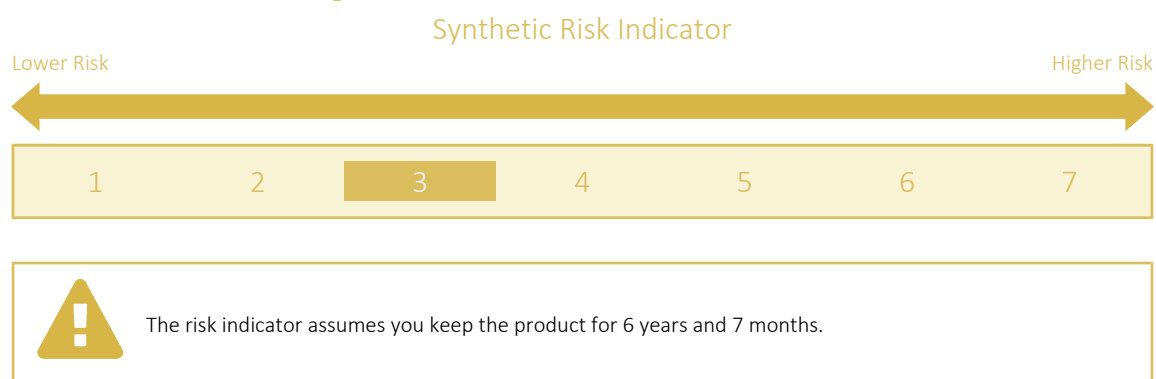 Synthetic Risk Indicator
Lower Risk Higher Risk
1 2 3 4 5 6 7
The risk indicator assumes you keep the product for 6 years and 7 months.